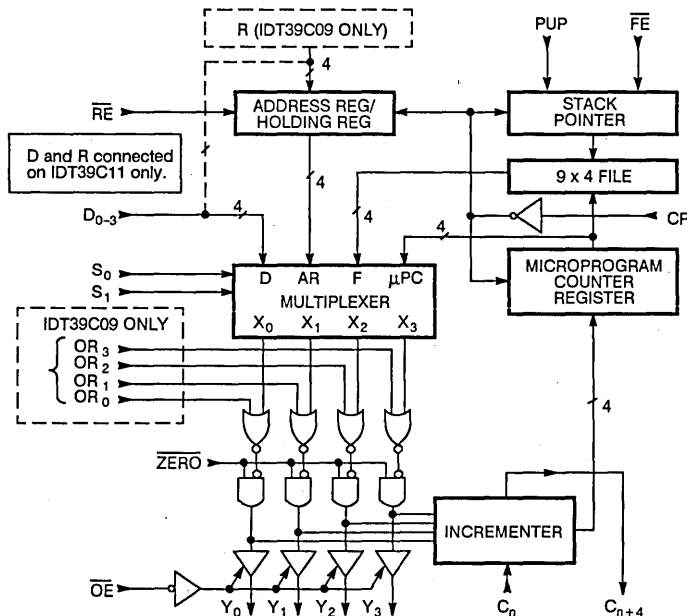 R (IDT39C09 ONLY)
PUP
FE
4
RE
ADDRESS REG/
HOLDING REG
STACK
POINTER
D and R connected
on IDT39C11 only.
9 x 4 FILE
4
4
D0-3
4
4
CP
S0
S1
D AR F μPC
MULTIPLEXER
X0 X1 X2 X3
MICROPROGRAM
COUNTER
REGISTER
IDT39C09 ONLY
OR3
OR2
OR1
OR0
4
ZERO
INCREMENTER
OE
Y0 Y1 Y2 Y3
Cn
Cn+4